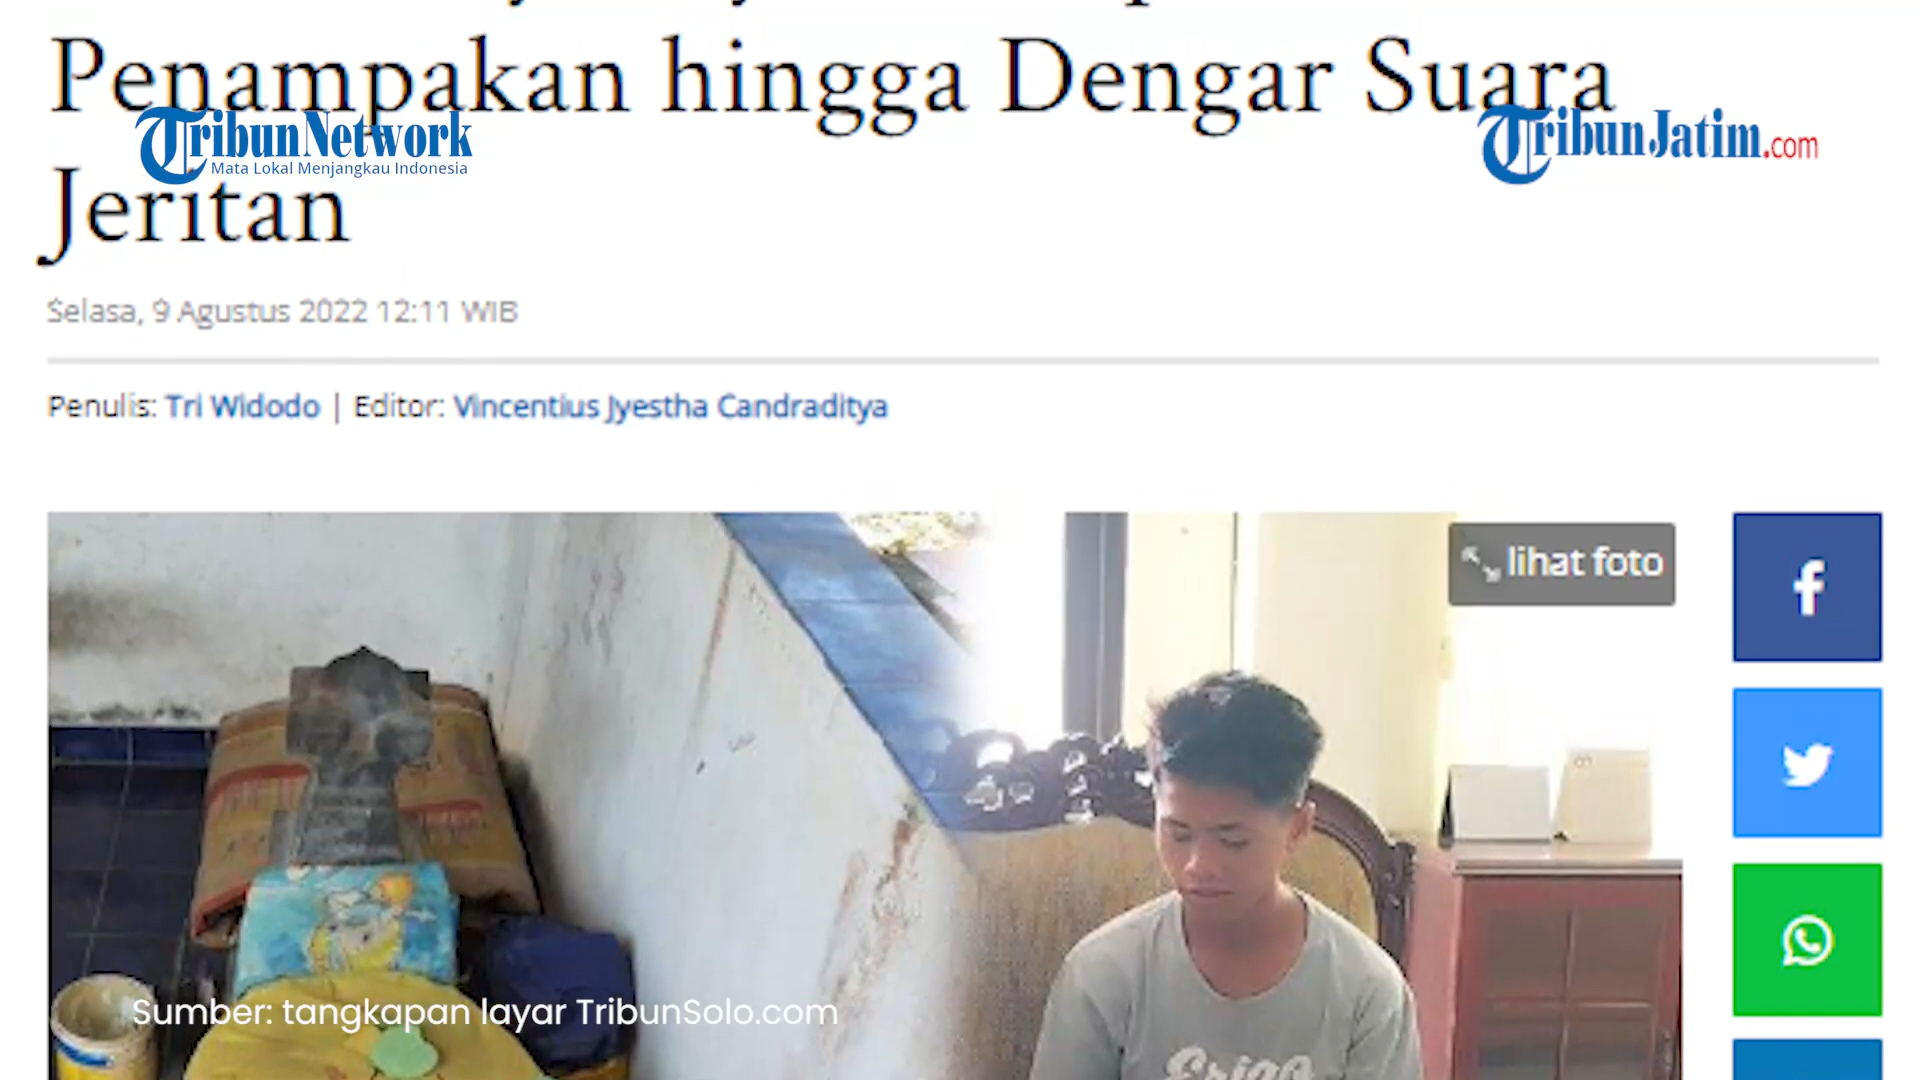 Penampakan hingga Dengar Suara
Jeritan
TribunNetwork
Mata Lokal Menjangkau Indonesia
TribunJatim.com
Selasa, 9 Agustus 2022 12:11 WIB
Penulis: Tri Widodo | Editor: Vincentius Jyestha Candraditya
lihat foto
Sumber: tangkapan layar TribunSolo.com
Erigo